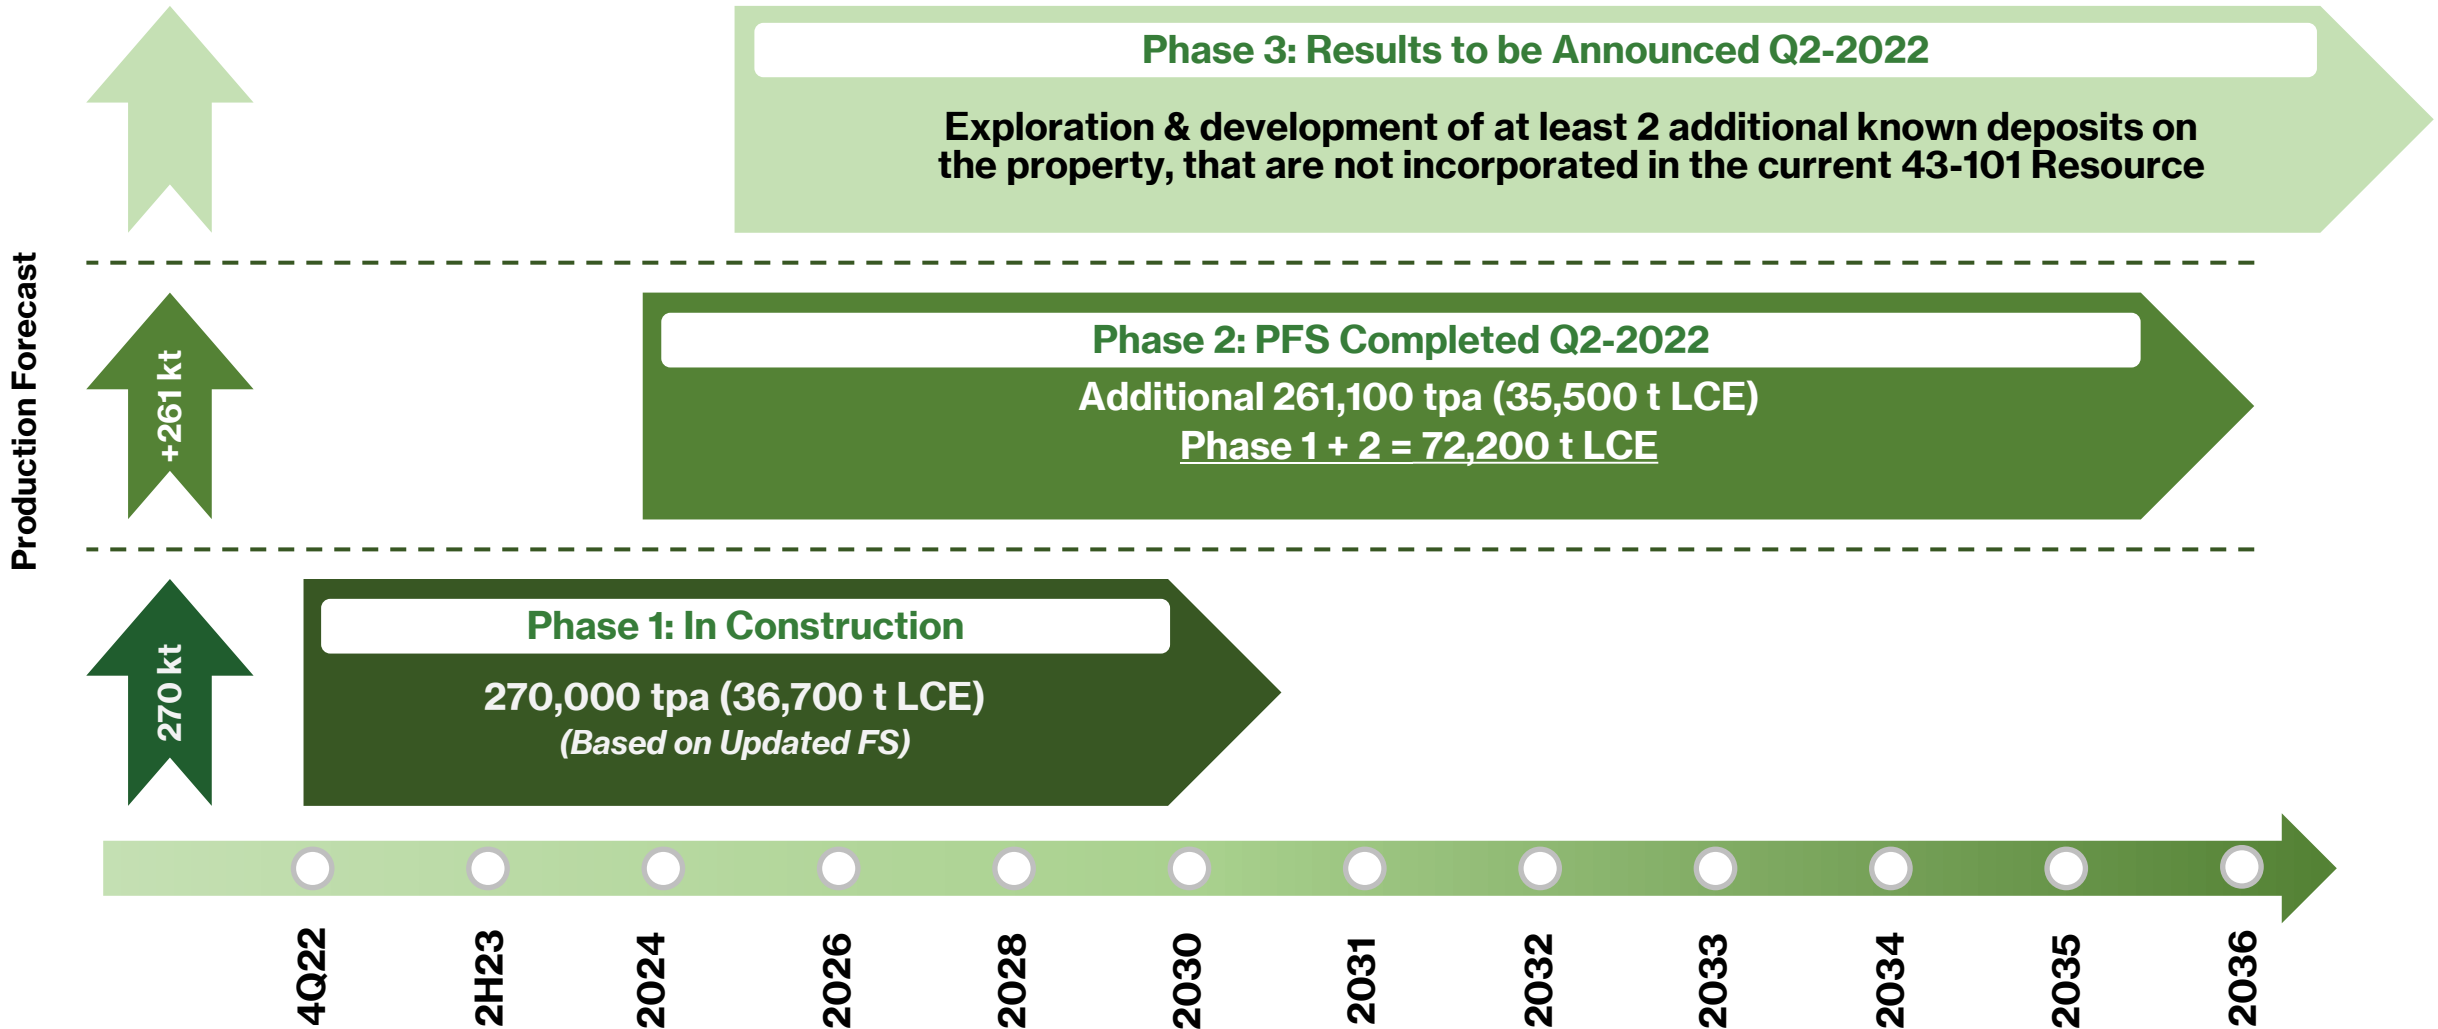 Production Forecast
Phase 3: Results to be Announced Q2-2022
Exploration & development of at least 2 additional known deposits on
the property, that are not incorporated in the current 43-101 Resource
+261 kt
Phase 2: PFS Completed Q2-2022
Additional 261,100 tpa (35,500 t LCE)
Phase 1 + 2 = 72,200 t LCE
270 kt
Phase 1: In Construction
270,000 tpa (36,700 t LCE)
(Based on Updated FS)
4Q22
2H23
2024
2026
2028
2030
2031
2032
2033
2034
2035
2036